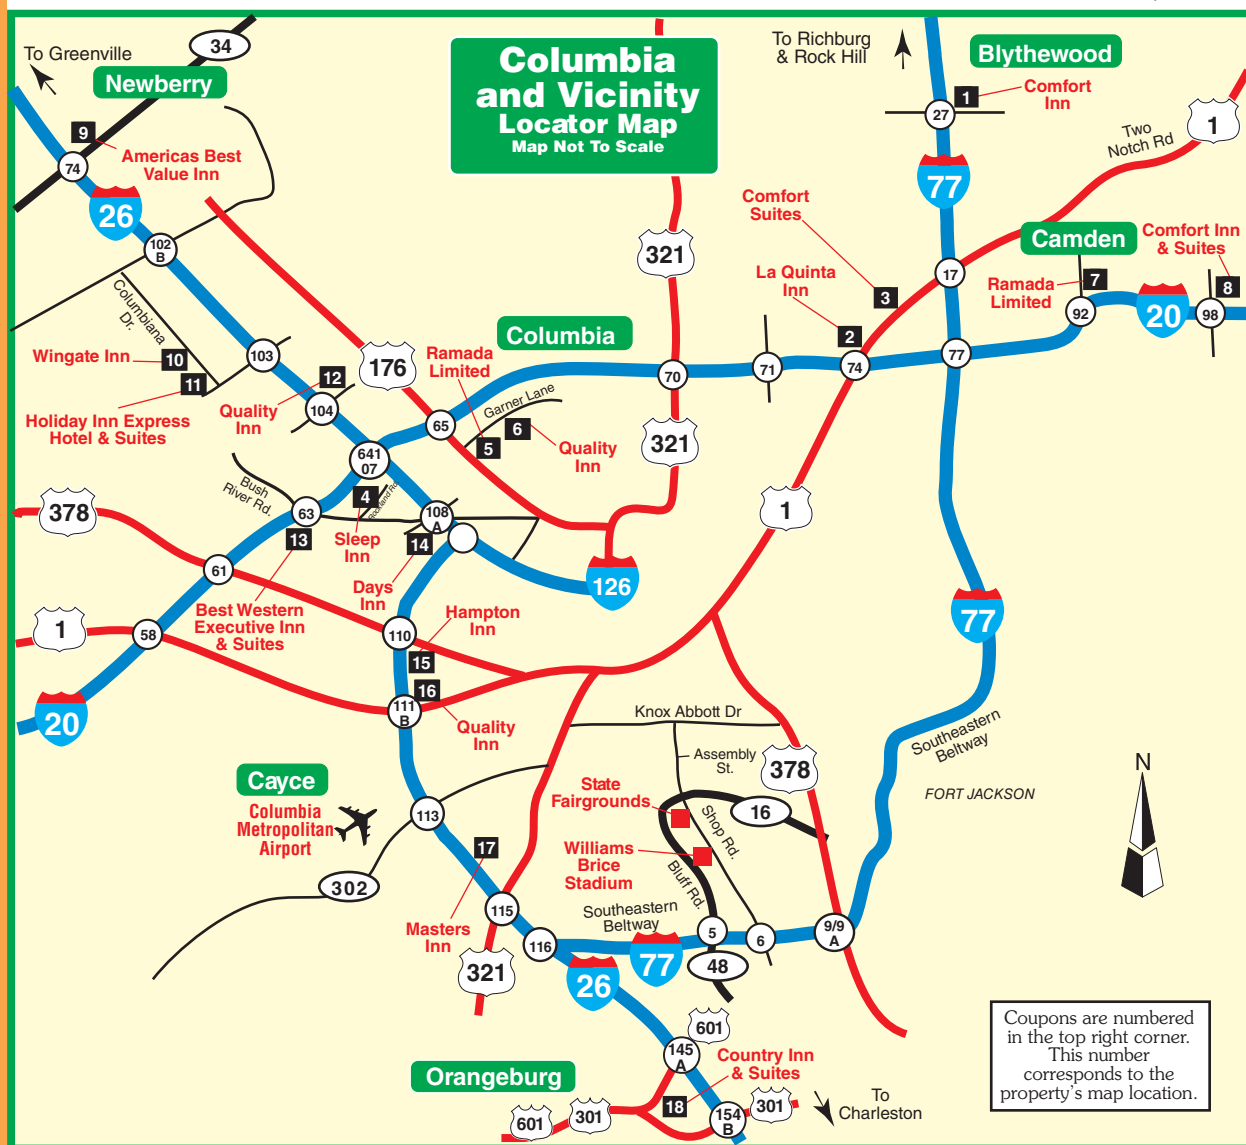 Columbia
and Vicinity
Locator Map
Map Not To Scale
To Greenville
34
Newberry
9
Americas Best
Value Inn
74
26
102
B
Columbiana
Dr.
Wingate Inn
10
11
Holiday Inn Express
Hotel & Suites
103
12
Quality
Inn
104
176
Ramada
Limited
65
Garner Lane
5
6
Quality
Inn
Columbia
321
70
321
71
74
La Quinta
Inn
2
Comfort
Suites
3
To Richburg
& Rock Hill
Blythewood
1
Comfort
Inn
27
77
Two
Notch Rd
1
17
Camden
Ramada
Limited
7
Comfort Inn
& Suites
8
92
20
98
77
641
07
Bush
River Rd.
63
4
Sleep
Inn
108
A
14
Days
Inn
13
Best Western
Executive Inn
& Suites
378
61
1
58
20
126
1
77
110
Hampton
Inn
15
16
111
B
Quality
Inn
Knox Abbott Dr
Assembly
St.
378
Southeastern
Beltway
FORT JACKSON
N
Cayce
Columbia
Metropolitan
Airport
113
302
17
Masters
Inn
115
116
321
State
Fairgrounds
16
Shop Rd.
Williams
Brice
Stadium
Bluff Rd.
Southeastern
Beltway
77
5
6
9/9
A
48
26
601
145
A
Country Inn
& Suites
Orangeburg
18
301
601
301
154
B
To
Charleston
Coupons are numbered
in the top right corner.
This number
corresponds to the
property's map location.